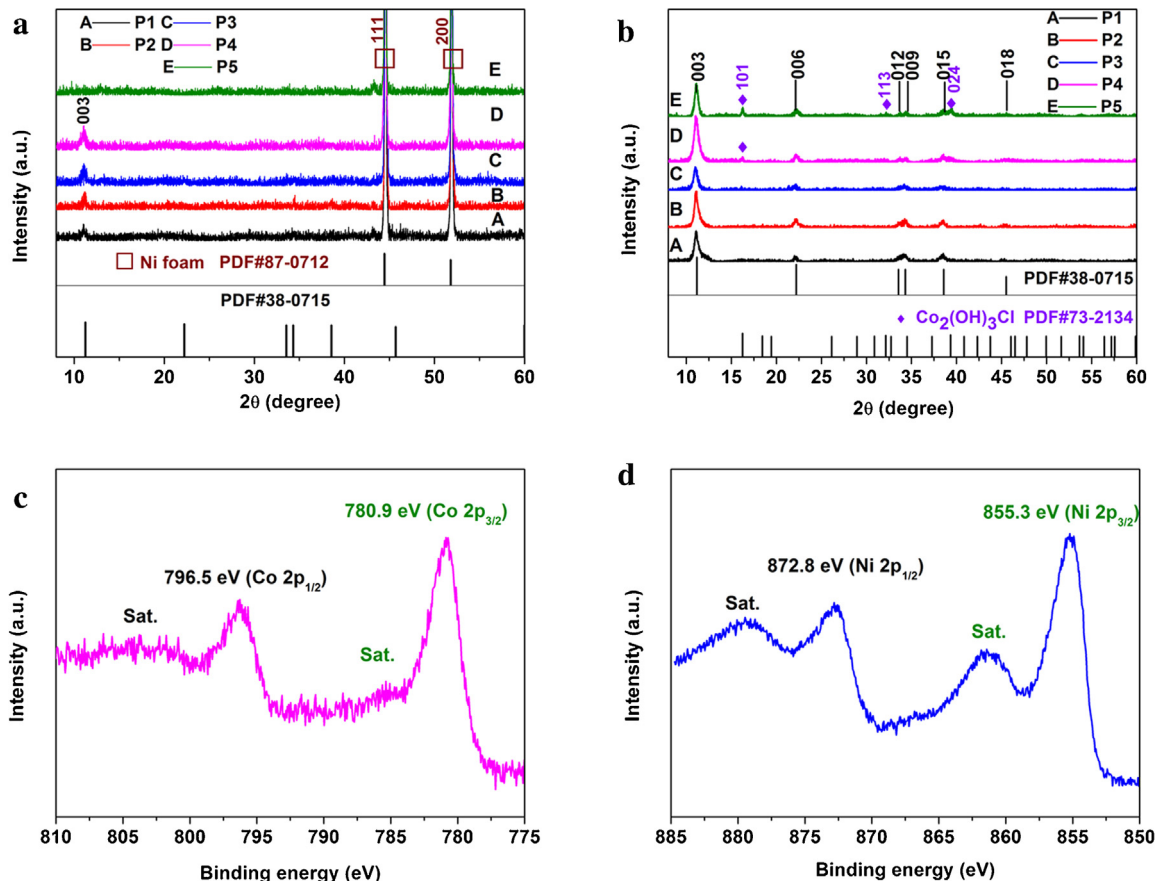 a
A P1 C P3
B P2 D P4
E P5
111
200
003
E
D
C
B
A
Ni foam PDF#87-0712
PDF#38-0715
10 20 30 40 50 60
2θ (degree)
Intensity (a.u.)
b
A P1
B P2
C P3
D P4
E P5
003
101
006
113
012
009
015
024
018
E
D
C
B
A
PDF#38-0715
Co2(OH)3Cl PDF#73-2134
10 15 20 25 30 35 40 45 50 55 60
2θ (degree)
Intensity (a.u.)
c
780.9 eV (Co 2p3/2)
796.5 eV (Co 2p1/2)
Sat.
Sat.
810 805 800 795 790 785 780 775
Binding energy (eV)
Intensity (a.u.)
d
855.3 eV (Ni 2p3/2)
872.8 eV (Ni 2p1/2)
Sat.
Sat.
885 880 875 870 865 860 855 850
Binding energy (eV)
Intensity (a.u.)